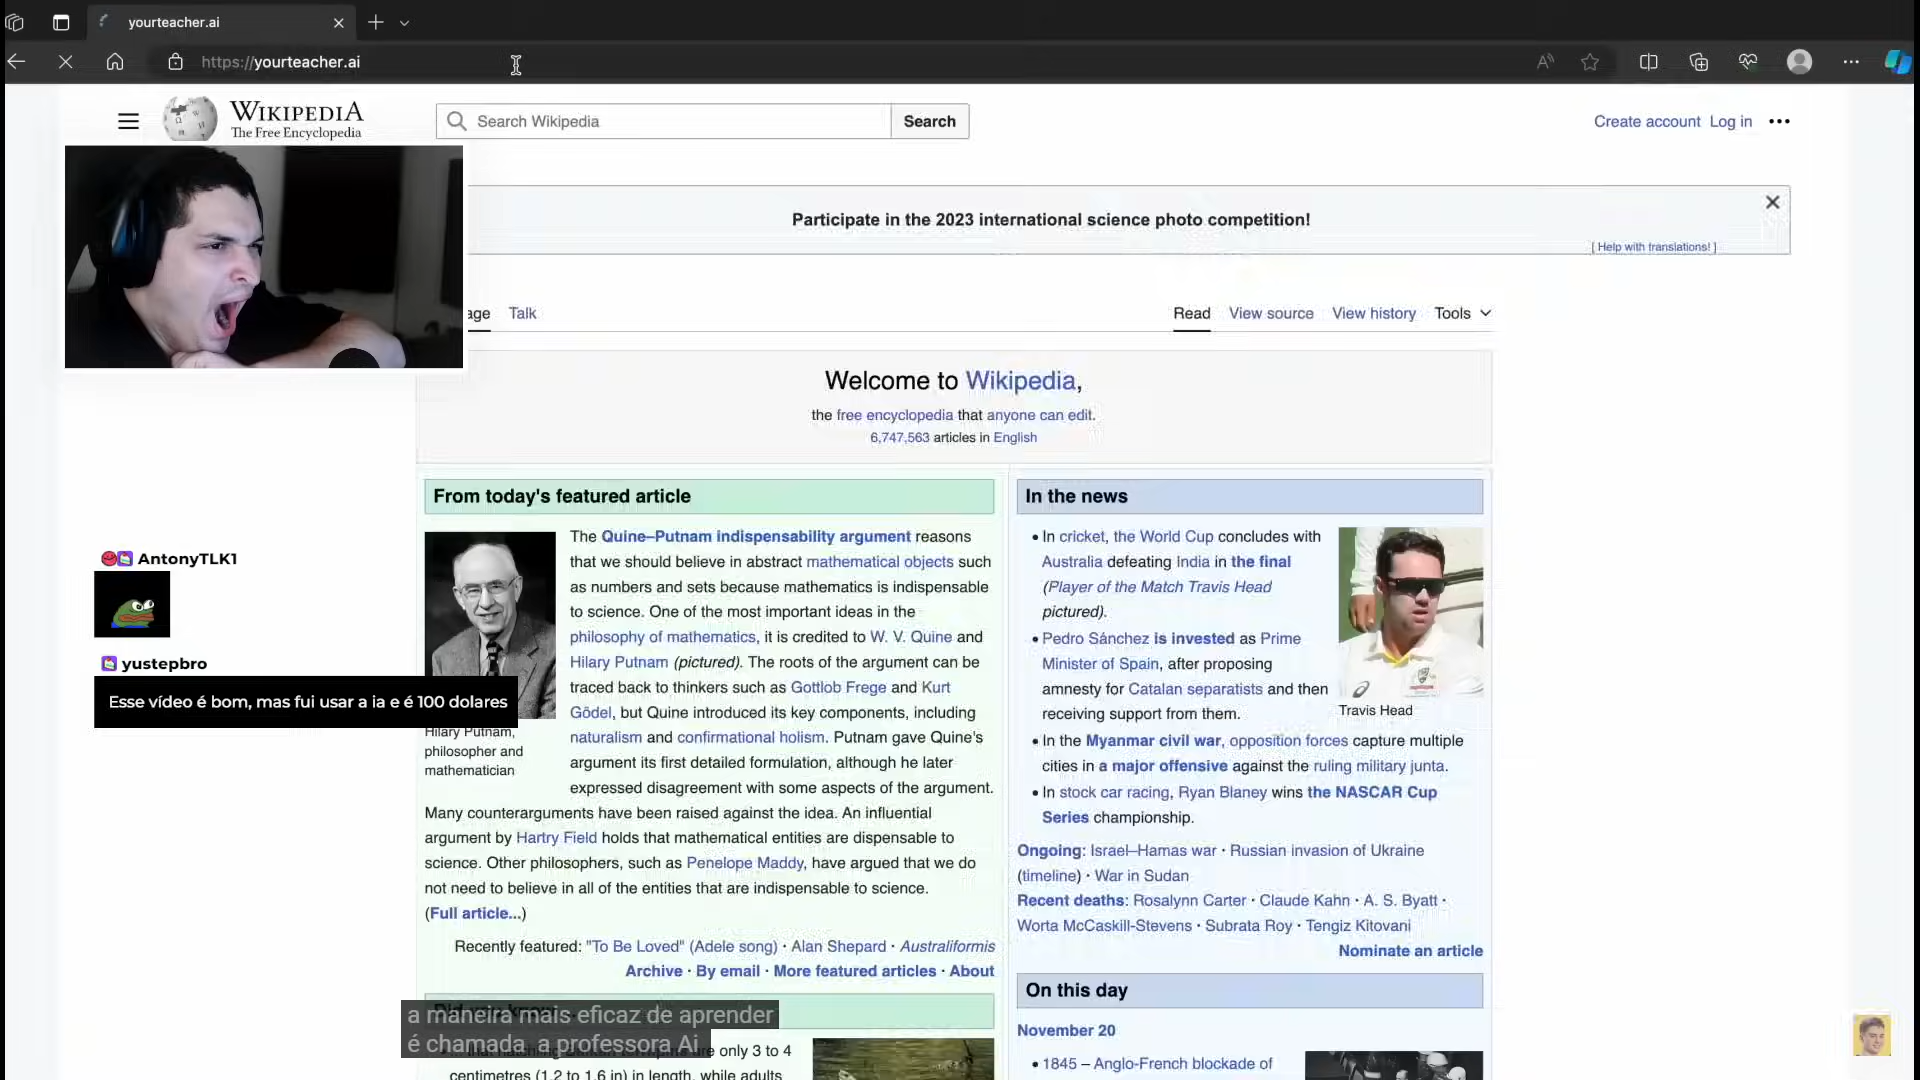 yourteacher.ai
https://yourteacher.ai
WIKIPEDIA
The Free Encyclopedia
Search Wikipedia
Search
Create account Log in
Participate in the 2023 international science photo competition!
[ Help with translations! ]
Talk
Read View source View history Tools
Welcome to Wikipedia,
the free encyclopedia that anyone can edit.
6,747,563 articles in English
From today's featured article
The Quine–Putnam indispensability argument reasons
that we should believe in abstract mathematical objects such
as numbers and sets because mathematics is indispensable
to science. One of the most important ideas in the
philosophy of mathematics, it is credited to W. V. Quine and
Hilary Putnam (pictured). The roots of the argument can be
traced back to thinkers such as Gottlob Frege and Kurt
Gödel, but Quine introduced its key components, including
naturalism and confirmational holism. Putnam gave Quine's
argument its first detailed formulation, although he later
expressed disagreement with some aspects of the argument.
Many counterarguments have been raised against the idea. An influential
argument by Hartry Field holds that mathematical entities are dispensable to
science. Other philosophers, such as Penelope Maddy, have argued that we do
not need to believe in all of the entities that are indispensable to science.
(Full article...)
Hilary Putnam,
philosopher and
mathematician
Recently featured: "To Be Loved" (Adele song) · Alan Shepard · Australiformis
Archive · By email · More featured articles · About
AntonyTLK1
yustepbro
Esse vídeo é bom, mas fui usar a ia e é 100 dolares
In the news
• In cricket, the World Cup concludes with
Australia defeating India in the final
(Player of the Match Travis Head
pictured).
• Pedro Sánchez is invested as Prime
Minister of Spain, after proposing
amnesty for Catalan separatists and then
receiving support from them.
Travis Head
• In the Myanmar civil war, opposition forces capture multiple
cities in a major offensive against the ruling military junta.
• In stock car racing, Ryan Blaney wins the NASCAR Cup
Series championship.
Ongoing: Israel–Hamas war · Russian invasion of Ukraine
(timeline) · War in Sudan
Recent deaths: Rosalynn Carter · Claude Kahn · A. S. Byatt ·
Worta McCaskill-Stevens · Subrata Roy · Tengiz Kitovani
Nominate an article
On this day
November 20
• 1845 – Anglo-French blockade of
a maneira mais eficaz de aprender
é chamada a professora Ai
are only 3 to 4
centimetres (1.2 to 1.6 in) in length, while adults